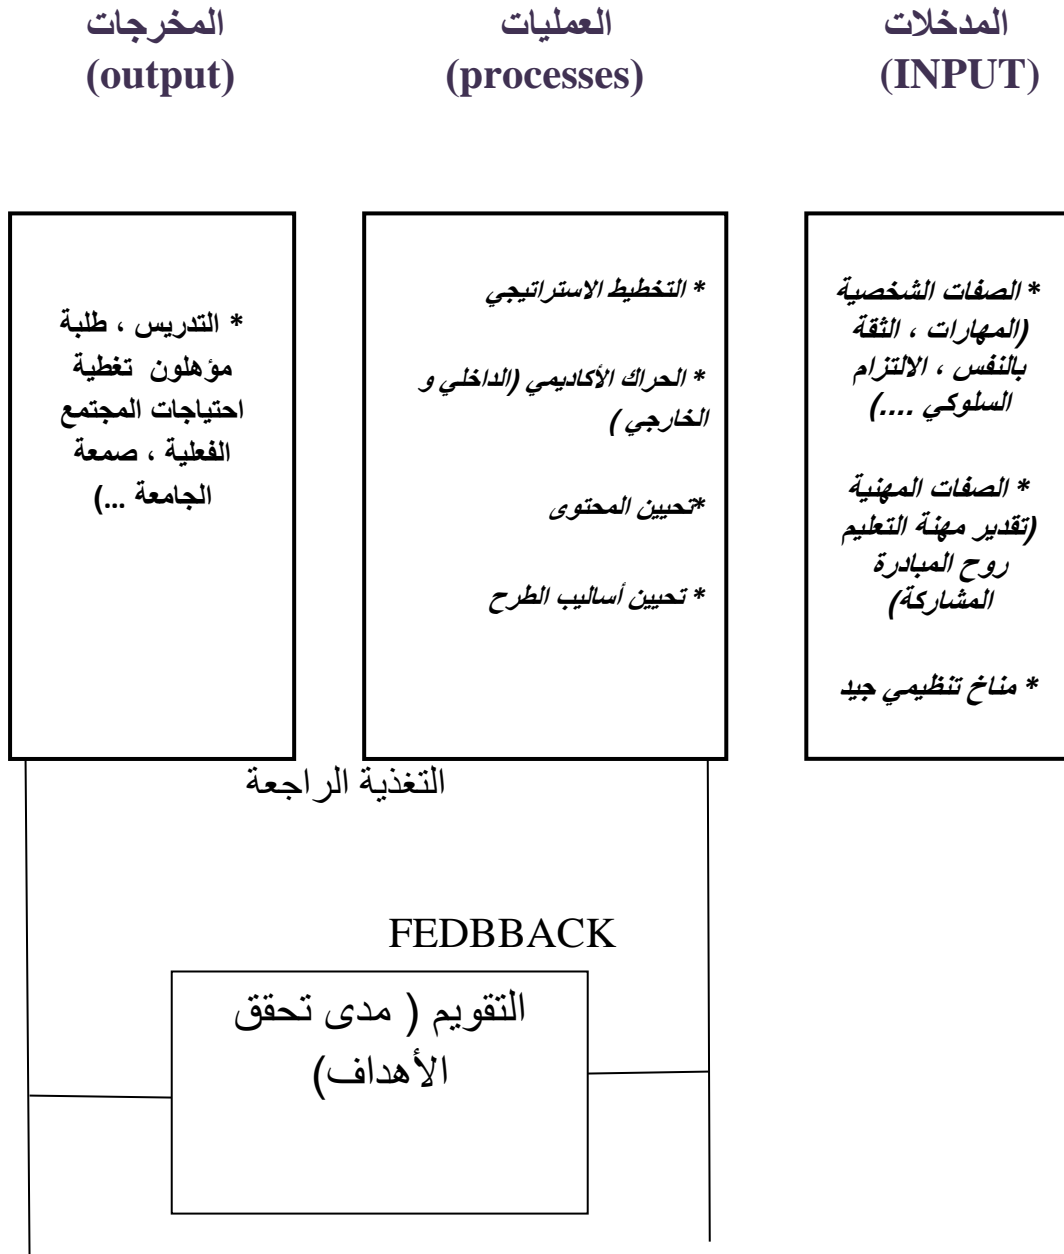 المدخلات
(INPUT)
العمليات
(processes)
المخرجات
(output)
* الصفات الشخصية
(المهارات ، الثقة
بالنفس ، الالتزام
السلوكي ....)
* الصفات المهنية
(تقدير مهنة التعليم
روح المبادرة
المشاركة)
* مناخ تنظيمي جيد
* التخطيط الاستراتيجي
* الحراك الأكاديمي (الداخلي و
الخارجي )
*تحيين المحتوى
* تحيين أساليب الطرح
* التدريس ، طلبة
مؤهلون تغطية
احتياجات المجتمع
الفعلية ، صمعة
الجامعة ...)
التغذية الراجعة
FEDBBACK
التقويم ( مدى تحقق
الأهداف)